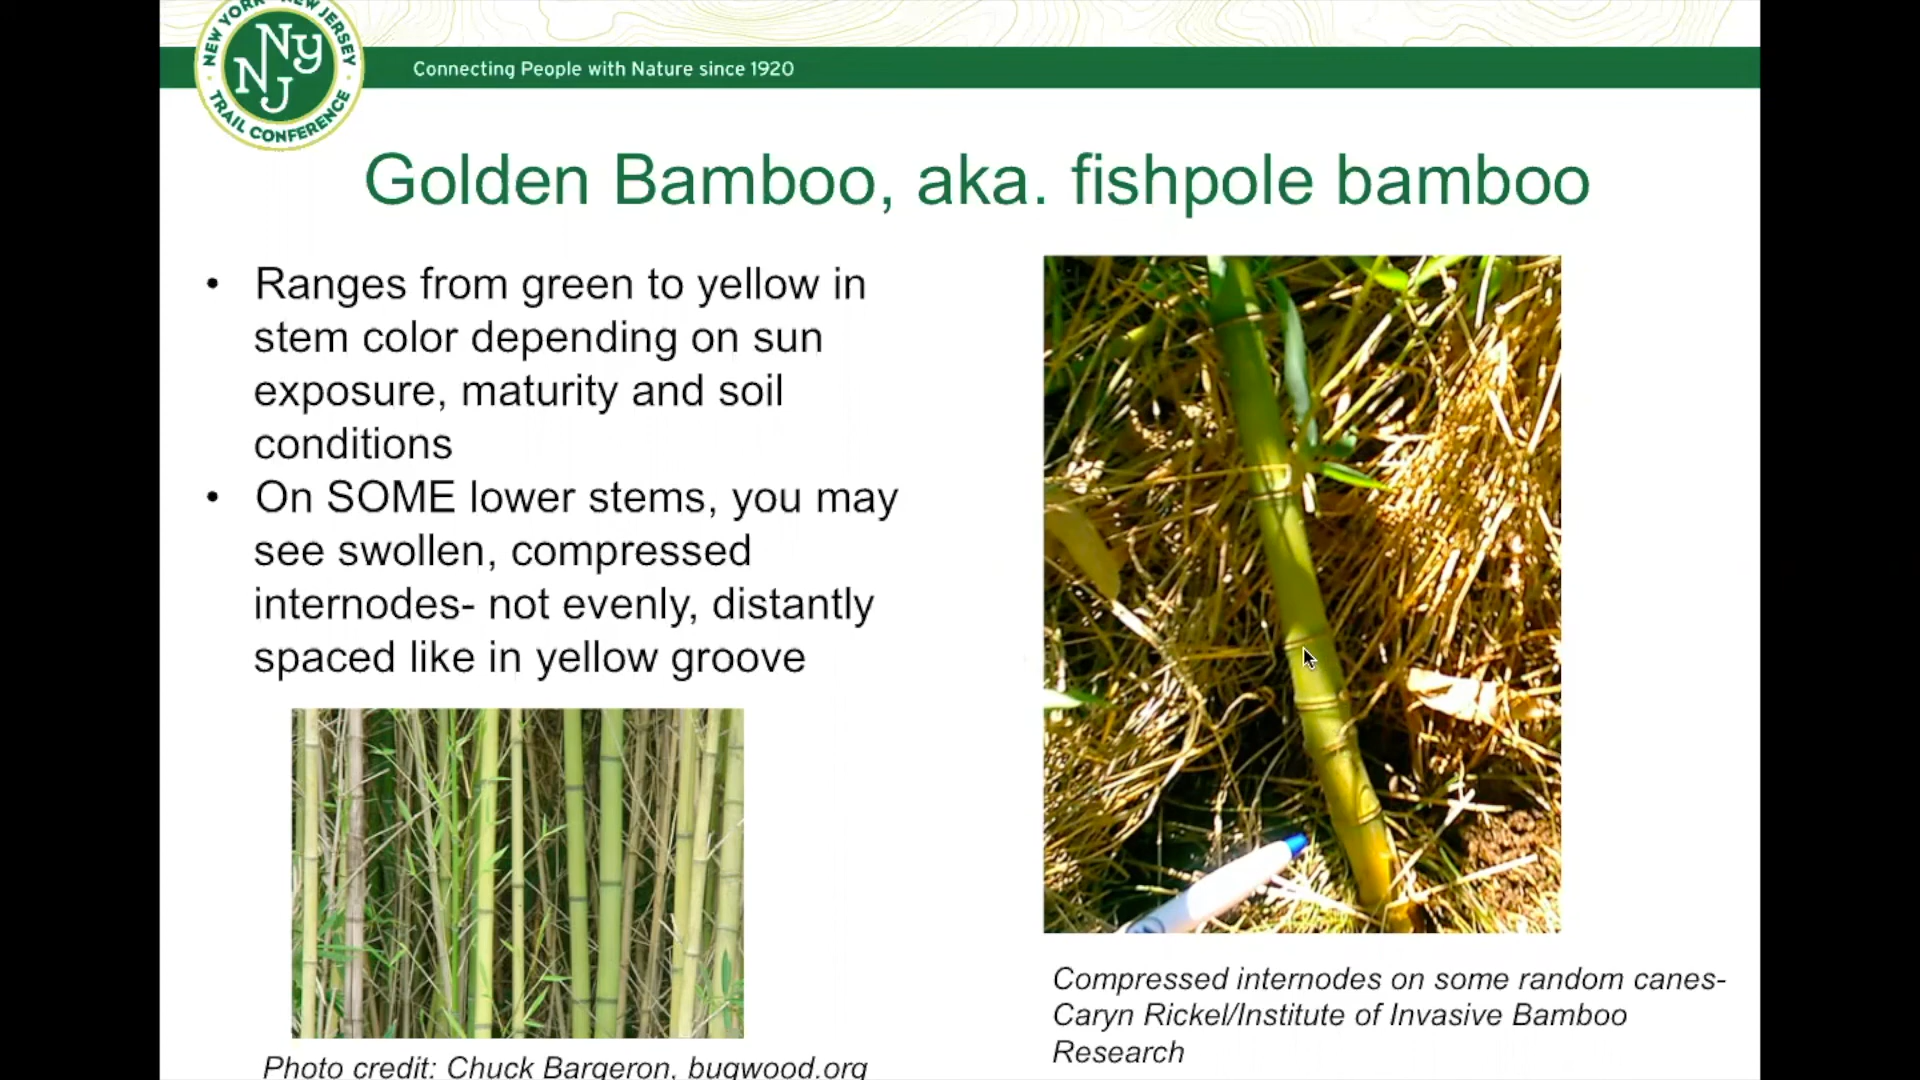 NEW YORK · NEW JERSEY
NY
NJ
TRAIL CONFERENCE
Connecting People with Nature since 1920
Golden Bamboo, aka. fishpole bamboo
• Ranges from green to yellow in
stem color depending on sun
exposure, maturity and soil
conditions
• On SOME lower stems, you may
see swollen, compressed
internodes- not evenly, distantly
spaced like in yellow groove
Photo credit: Chuck Bargeron, bugwood.org
Compressed internodes on some random canes-
Caryn Rickel/Institute of Invasive Bamboo
Research